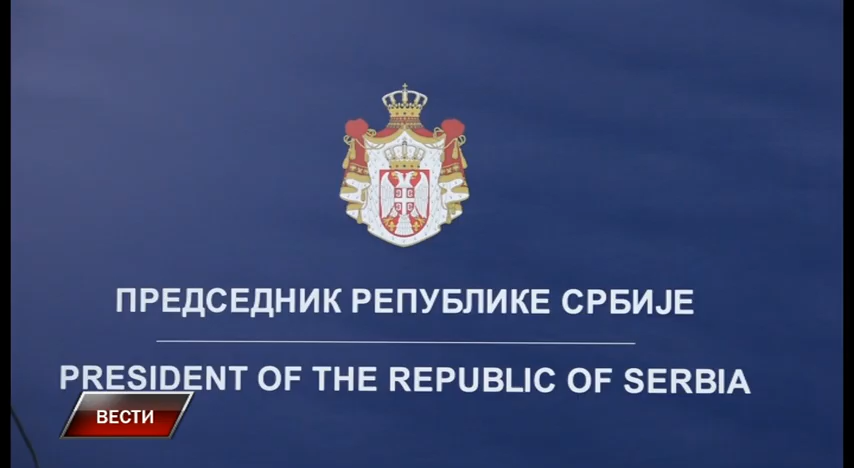 ПРЕДСЕДНИК РЕПУБЛИКЕ СРБИЈЕ
PRESIDENT OF THE REPUBLIC OF SERBIA
ВЕСТИ